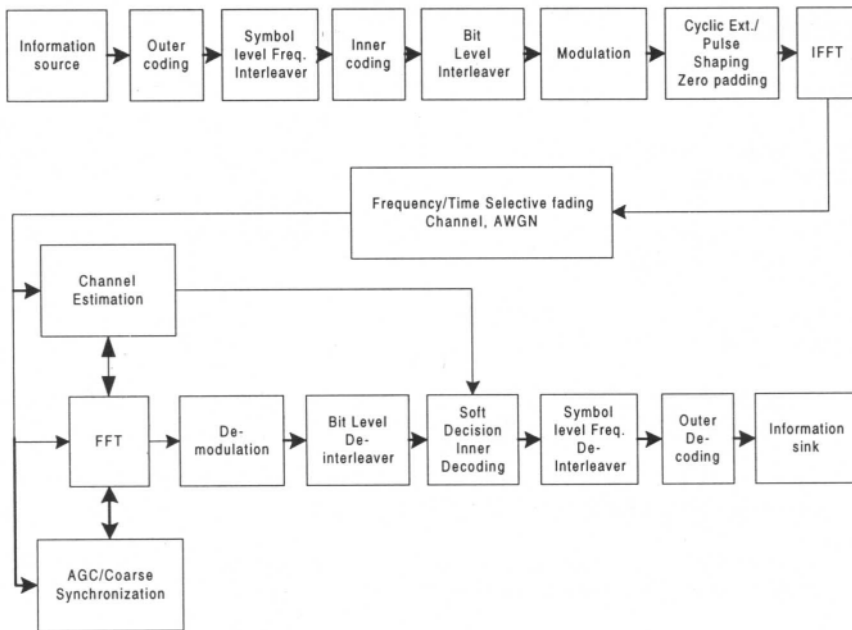 Information
source
Outer
coding
Symbol
level Freq.
Interleaver
Inner
coding
Bit
Level
Interleaver
Modulation
Cyclic Ext./
Pulse
Shaping
Zero padding
IFFT
Frequency/Time Selective fading
Channel, AWGN
Channel
Estimation
FFT
De-
modulation
Bit Level
De-
interleaver
Soft
Decision
Inner
Decoding
Symbol
level Freq.
De-
Interleaver
Outer
De-
coding
Information
sink
AGC/Coarse
Synchronization